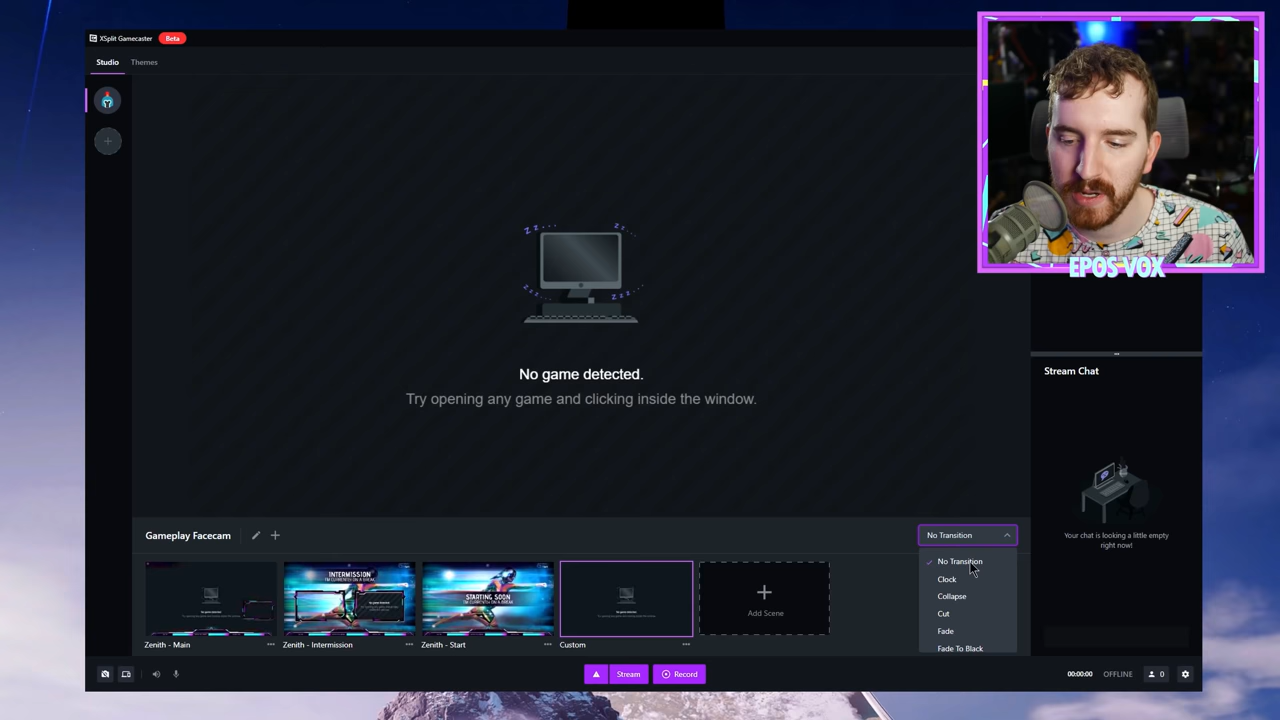 XSplit Gamecaster
Beta
Studio
Themes
EPOS VOX
No game detected.
Try opening any game and clicking inside the window.
Stream Chat
Your chat is looking a little empty
right now!
Gameplay Facecam
No Transition
No Transition
Clock
Collapse
Cut
Fade
Fade To Black
INTERMISSION
STARTING SOON
Add Scene
Zenith - Main
Zenith - Intermission
Zenith - Start
Custom
Stream
Record
00:00:00
OFFLINE
0